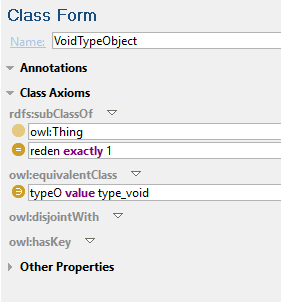 Class Form
Name: VoidTypeObject
Annotations
Class Axioms
rdfs:subClassOf
owl:Thing
reden exactly 1
owl:equivalentClass
typeO value type_void
owl:disjointWith
owl:hasKey
Other Properties